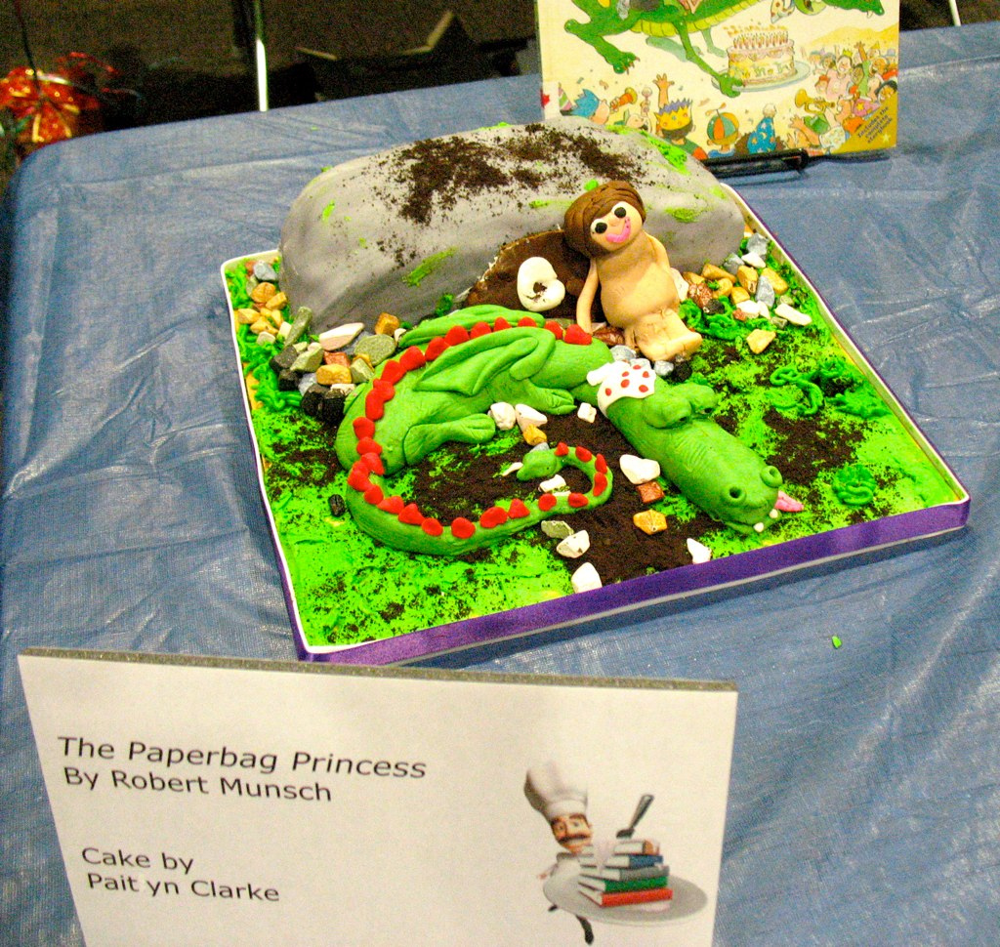 The Paperbag Princess
By Robert Munsch
Cake by
Pait yn Clarke